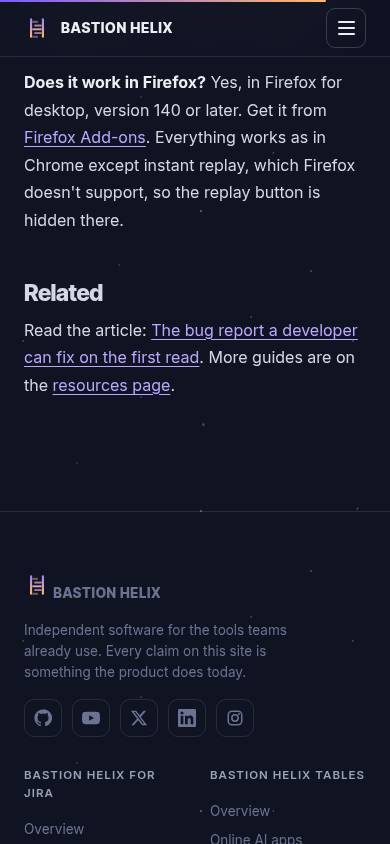 BASTION HELIX
Does it work in Firefox? Yes, in Firefox for
desktop, version 140 or later. Get it from
Firefox Add-ons. Everything works as in
Chrome except instant replay, which Firefox
doesn't support, so the replay button is
hidden there.
Related
Read the article: The bug report a developer
can fix on the first read. More guides are on
the resources page.
BASTION HELIX
Independent software for the tools teams
already use. Every claim on this site is
something the product does today.
BASTION HELIX FOR
JIRA
Overview
BASTION HELIX TABLES
Overview
Online AI apps